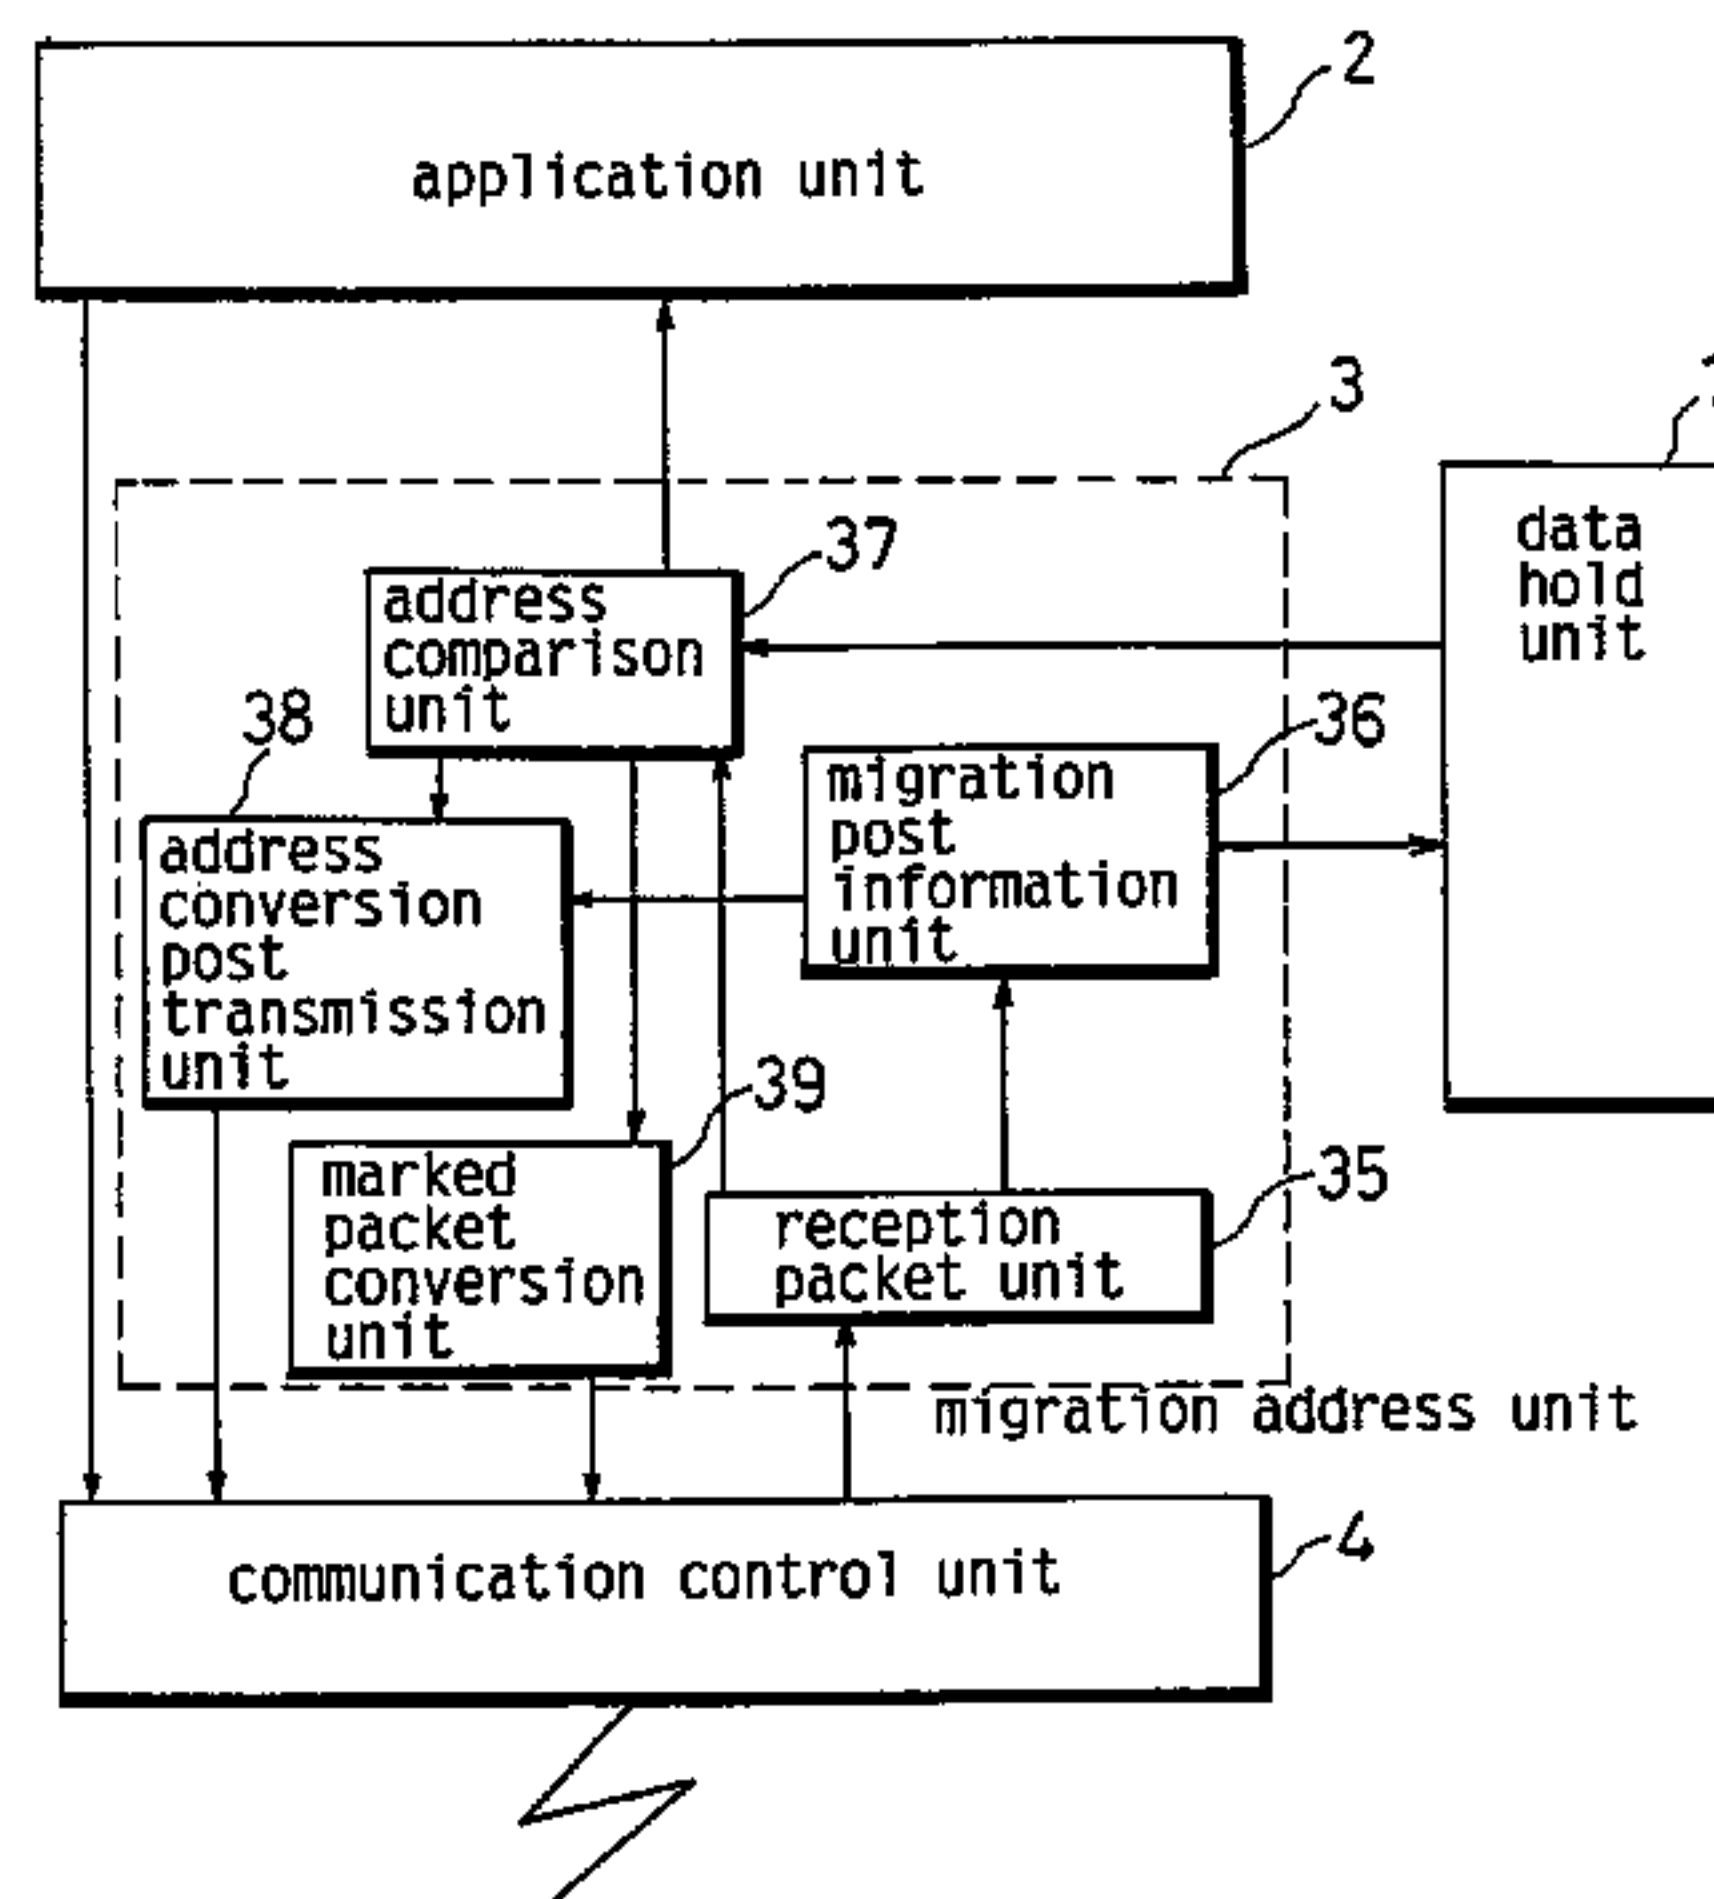 2
application unit
3
data
hold
unit
37
address
comparison
unit
38
36
migration
post
information
unit
address
conversion
post
transmission
unit
39
35
marked
packet
conversion
unit
reception
packet unit
migration address unit
4
communication control unit